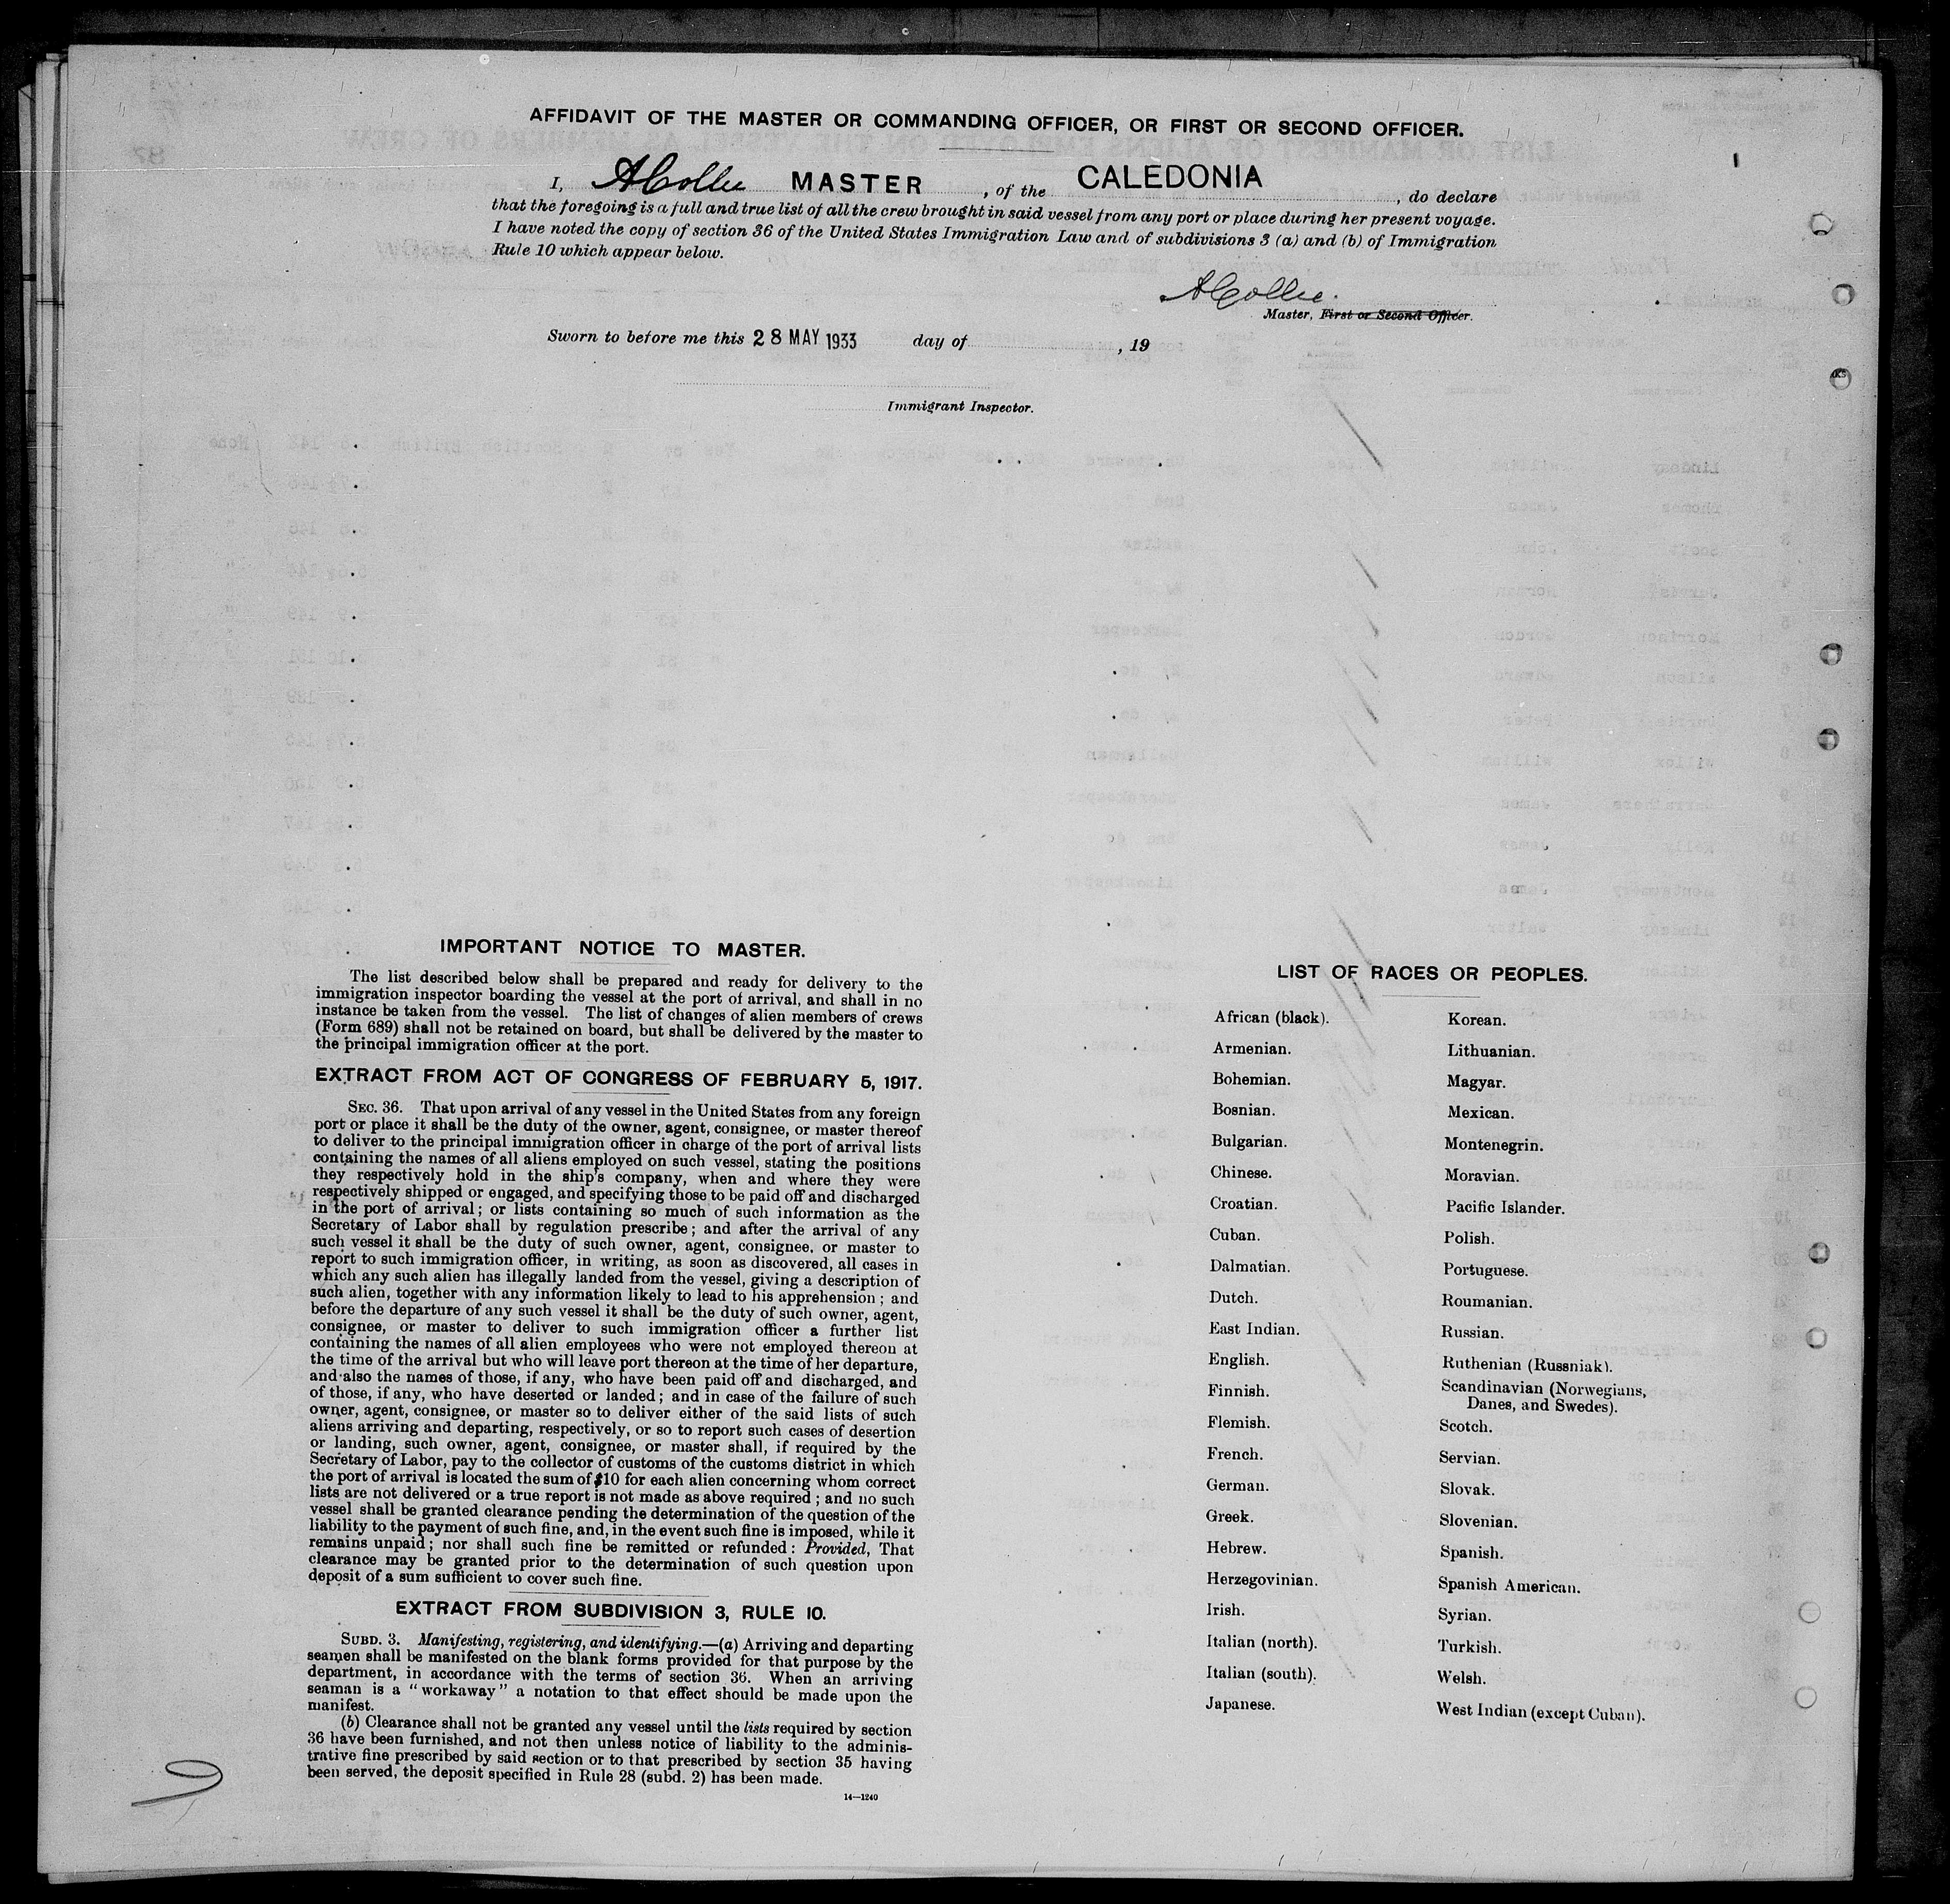 AFFIDAVIT OF THE MASTER OR COMMANDING OFFICER, OR FIRST OR SECOND OFFICER.
I, A Collie MASTER, of the CALEDONIA, do declare
that the foregoing is a full and true list of all the crew brought in said vessel from any port or place during her present voyage.
I have noted the copy of section 36 of the United States Immigration Law and of subdivisions 3 (a) and (b) of Immigration
Rule 10 which appear below.
A Collie.
Master, First or Second Officer.
Sworn to before me this 28 MAY 1933 day of , 19
Immigrant Inspector.
IMPORTANT NOTICE TO MASTER.
The list described below shall be prepared and ready for delivery to the
immigration inspector boarding the vessel at the port of arrival, and shall in no
instance be taken from the vessel. The list of changes of alien members of crews
(Form 689) shall not be retained on board, but shall be delivered by the master to
the principal immigration officer at the port.
EXTRACT FROM ACT OF CONGRESS OF FEBRUARY 5, 1917.
SEC. 36. That upon arrival of any vessel in the United States from any foreign
port or place it shall be the duty of the owner, agent, consignee, or master thereof
to deliver to the principal immigration officer in charge of the port of arrival lists
containing the names of all aliens employed on such vessel, stating the positions
they respectively hold in the ship's company, when and where they were
respectively shipped or engaged, and specifying those to be paid off and discharged
in the port of arrival; or lists containing so much of such information as the
Secretary of Labor shall by regulation prescribe; and after the arrival of any
such vessel it shall be the duty of such owner, agent, consignee, or master to
report to such immigration officer, in writing, as soon as discovered, all cases in
which any such alien has illegally landed from the vessel, giving a description of
such alien, together with any information likely to lead to his apprehension; and
before the departure of any such vessel it shall be the duty of such owner, agent,
consignee, or master to deliver to such immigration officer a further list
containing the names of all alien employees who were not employed thereon at
the time of the arrival but who will leave port thereon at the time of her departure,
and also the names of those, if any, who have been paid off and discharged, and
of those, if any, who have deserted or landed; and in case of the failure of such
owner, agent, consignee, or master so to deliver either of the said lists of such
aliens arriving and departing, respectively, or so to report such cases of desertion
or landing, such owner, agent, consignee, or master shall, if required by the
Secretary of Labor, pay to the collector of customs of the customs district in which
the port of arrival is located the sum of $10 for each alien concerning whom correct
lists are not delivered or a true report is not made as above required; and no such
vessel shall be granted clearance pending the determination of the question of the
liability to the payment of such fine, and, in the event such fine is imposed, while it
remains unpaid; nor shall such fine be remitted or refunded: Provided, That
clearance may be granted prior to the determination of such question upon
deposit of a sum sufficient to cover such fine.
EXTRACT FROM SUBDIVISION 3, RULE 10.
SUBD. 3. Manifesting, registering, and identifying.—(a) Arriving and departing
seamen shall be manifested on the blank forms provided for that purpose by the
department, in accordance with the terms of section 36. When an arriving
seaman is a "workaway" a notation to that effect should be made upon the
manifest.
(b) Clearance shall not be granted any vessel until the lists required by section
36 have been furnished, and not then unless notice of liability to the adminis-
trative fine prescribed by said section or to that prescribed by section 35 having
been served, the deposit specified in Rule 28 (subd. 2) has been made.
14—1240
LIST OF RACES OR PEOPLES.
African (black).
Armenian.
Bohemian.
Bosnian.
Bulgarian.
Chinese.
Croatian.
Cuban.
Dalmatian.
Dutch.
East Indian.
English.
Finnish.
Flemish.
French.
German.
Greek.
Hebrew.
Herzegovinian.
Irish.
Italian (north).
Italian (south).
Japanese.
Korean.
Lithuanian.
Magyar.
Mexican.
Montenegrin.
Moravian.
Pacific Islander.
Polish.
Portuguese.
Roumanian.
Russian.
Ruthenian (Russniak).
Scandinavian (Norwegians,
Danes, and Swedes).
Scotch.
Servian.
Slovak.
Slovenian.
Spanish.
Spanish American.
Syrian.
Turkish.
Welsh.
West Indian (except Cuban).